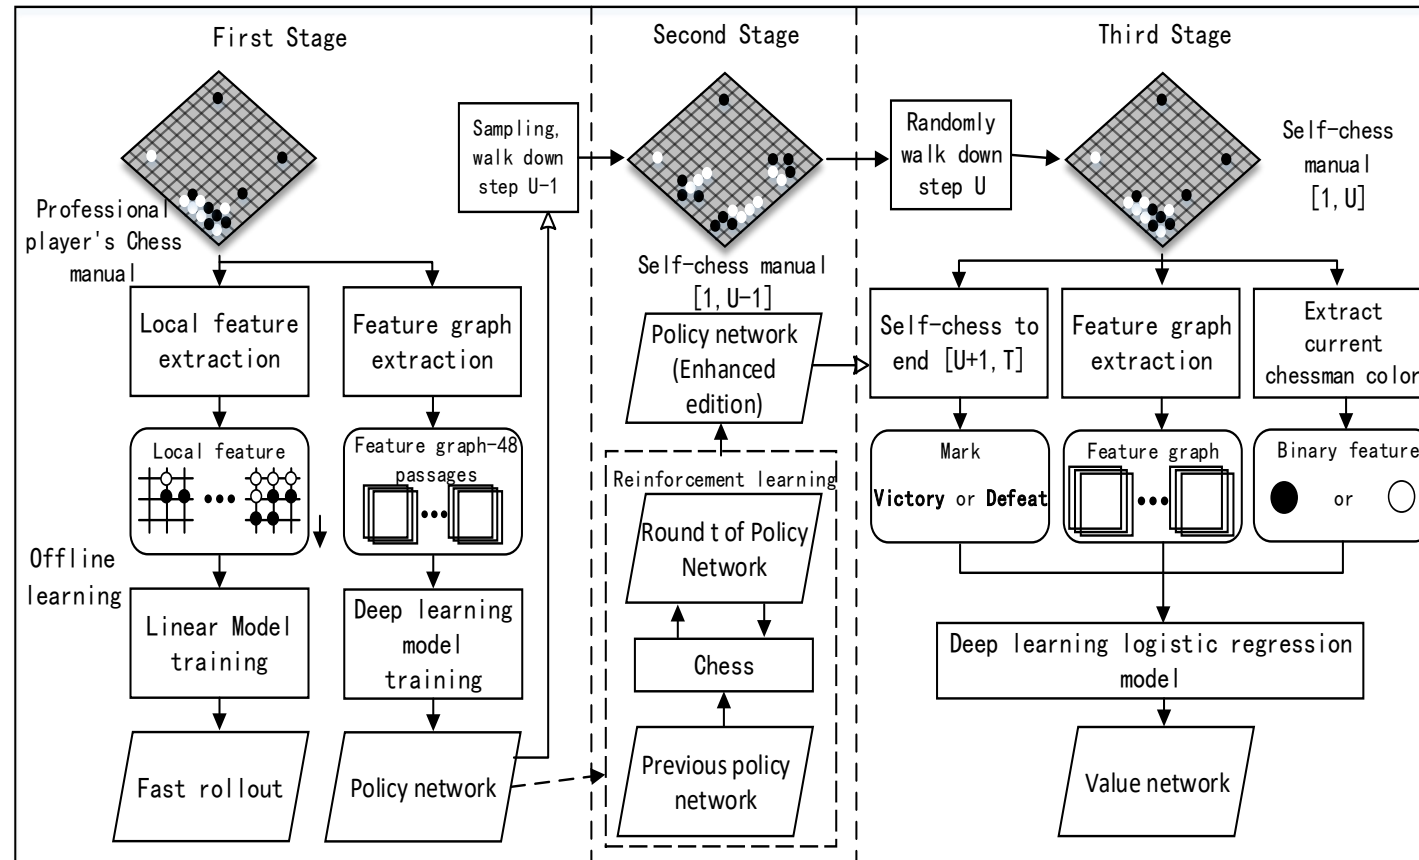 First Stage
Second Stage
Third Stage
Sampling,
walk down
step U-1
Randomly
walk down
step U
Self-chess
manual
[1,U]
Professional
player's Chess
manual
Self-chess manual
[1,U-1]
Local feature
extraction
Feature graph
extraction
Policy network
(Enhanced
edition)
Self-chess to
end [U+1,T]
Feature graph
extraction
Extract
current
chessman color
Local feature
Feature graph-48
passages
Reinforcement learning
Mark
Victory or Defeat
Feature graph
Binary feature
or
Offline
learning
Round t of Policy
Network
Linear Model
training
Deep learning
model
training
Chess
Deep learning logistic regression
model
Fast rollout
Policy network
Previous policy
network
Value network